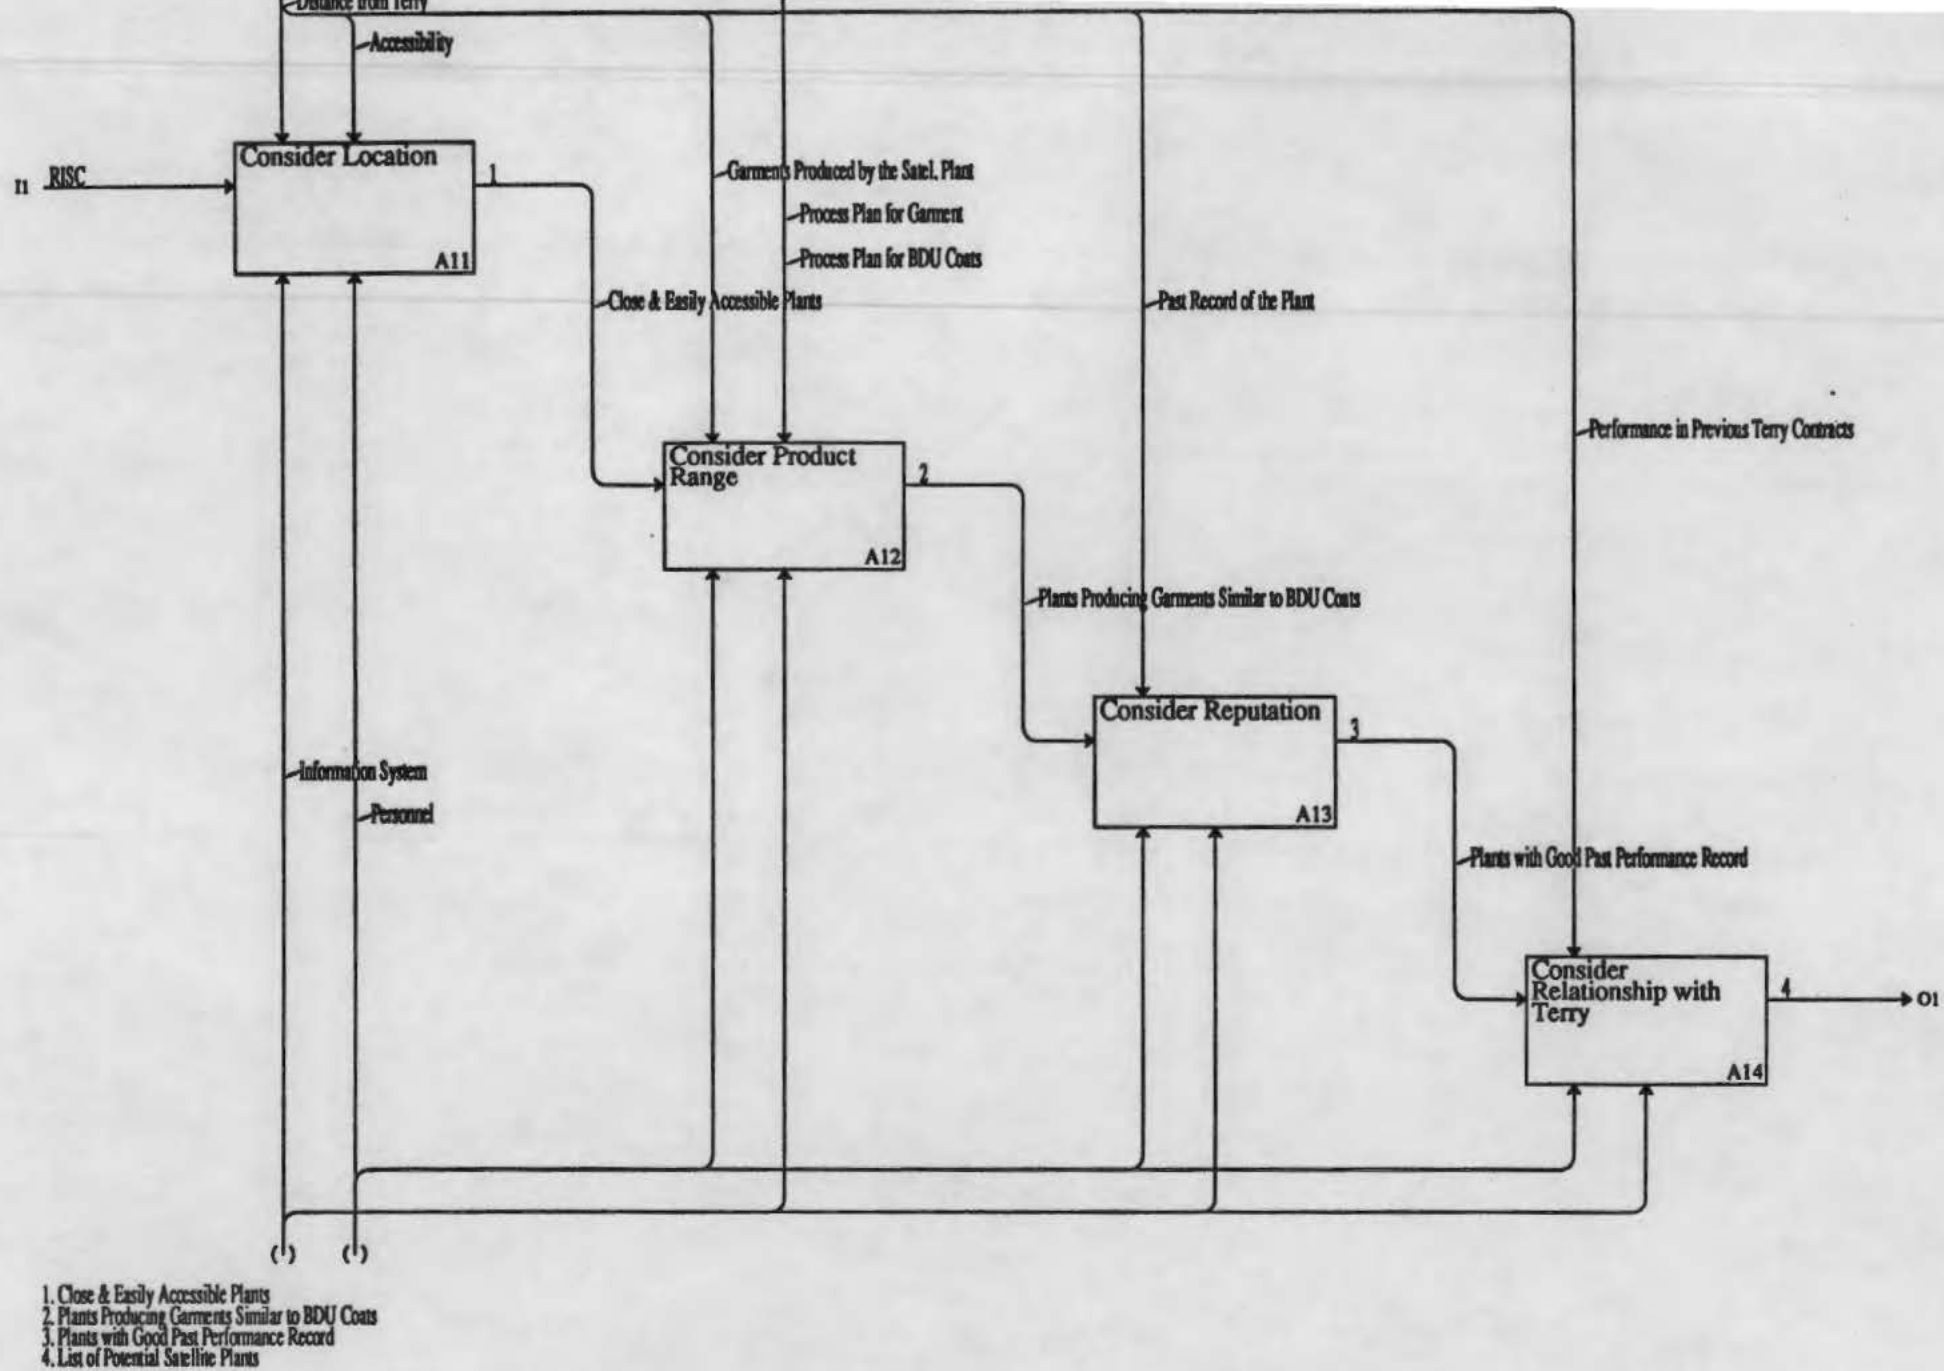 Distance from Terry
Accessibility
Consider Location
I1 RISC
1
A11
Garments Produced by the Satel. Plant
Process Plan for Garment
Process Plan for BDU Coats
Close & Easily Accessible Plants
Past Record of the Plant
Performance in Previous Terry Contracts
Consider Product
Range
2
A12
Plants Producing Garments Similar to BDU Coats
Consider Reputation
3
A13
Information System
Personnel
Plants with Good Past Performance Record
Consider
Relationship with
Terry
4
O1
A14
( ) ( )
1. Close & Easily Accessible Plants
2. Plants Producing Garments Similar to BDU Coats
3. Plants with Good Past Performance Record
4. List of Potential Satellite Plants